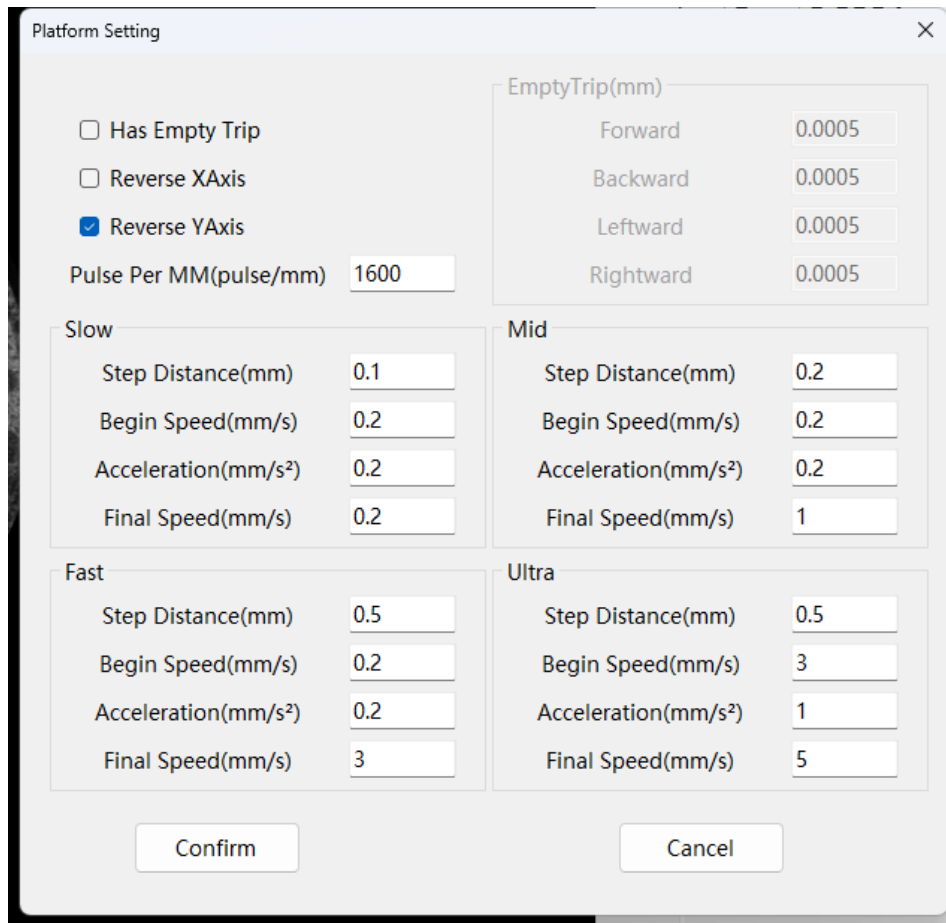 Platform Setting
EmptyTrip(mm)
Has Empty Trip
Forward 0.0005
Reverse XAxis
Backward 0.0005
Reverse YAxis
Leftward 0.0005
Pulse Per MM(pulse/mm) 1600
Rightward 0.0005
Slow
Step Distance(mm) 0.1
Begin Speed(mm/s) 0.2
Acceleration(mm/s²) 0.2
Final Speed(mm/s) 0.2
Mid
Step Distance(mm) 0.2
Begin Speed(mm/s) 0.2
Acceleration(mm/s²) 0.2
Final Speed(mm/s) 1
Fast
Step Distance(mm) 0.5
Begin Speed(mm/s) 0.2
Acceleration(mm/s²) 0.2
Final Speed(mm/s) 3
Ultra
Step Distance(mm) 0.5
Begin Speed(mm/s) 3
Acceleration(mm/s²) 1
Final Speed(mm/s) 5
Confirm
Cancel